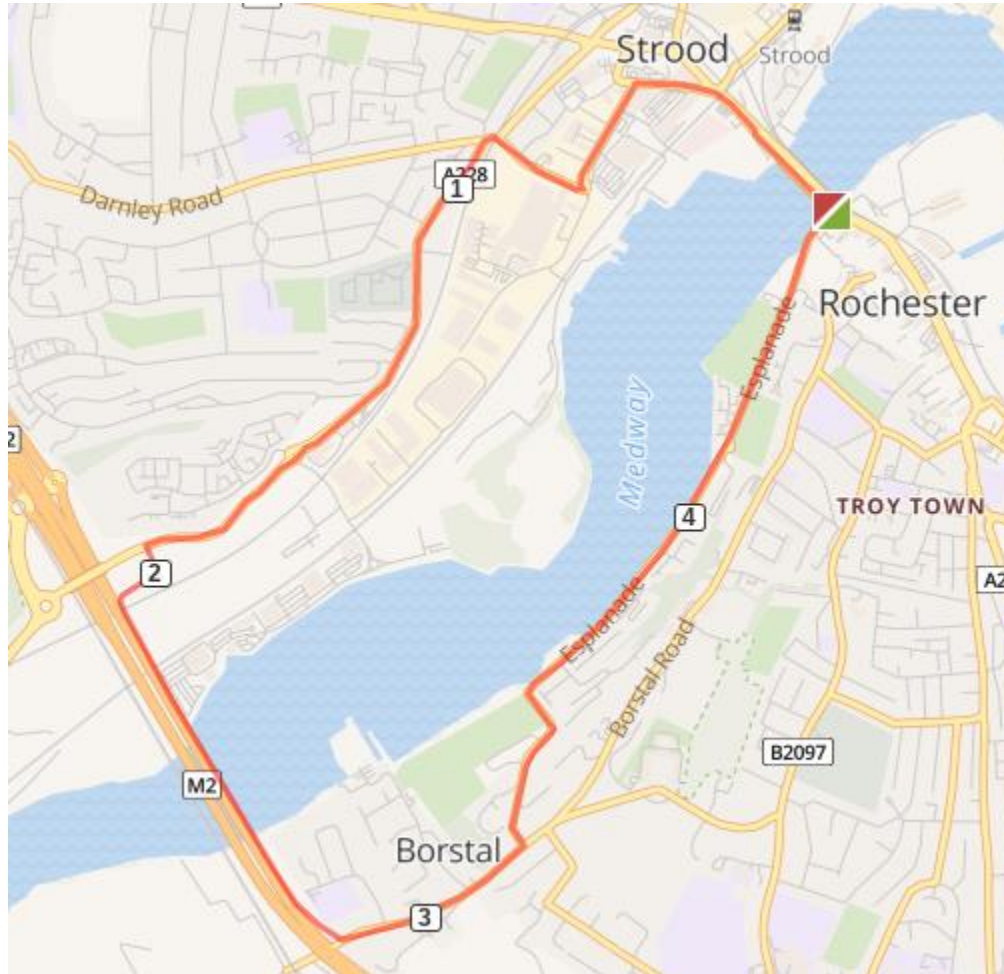 Strood
Strood
A228
1
Darnley Road
Rochester
Esplanade
Medway
2
4
TROY TOWN
2
A2
Esplanade
Borstal Road
B2097
M2
Borstal
3